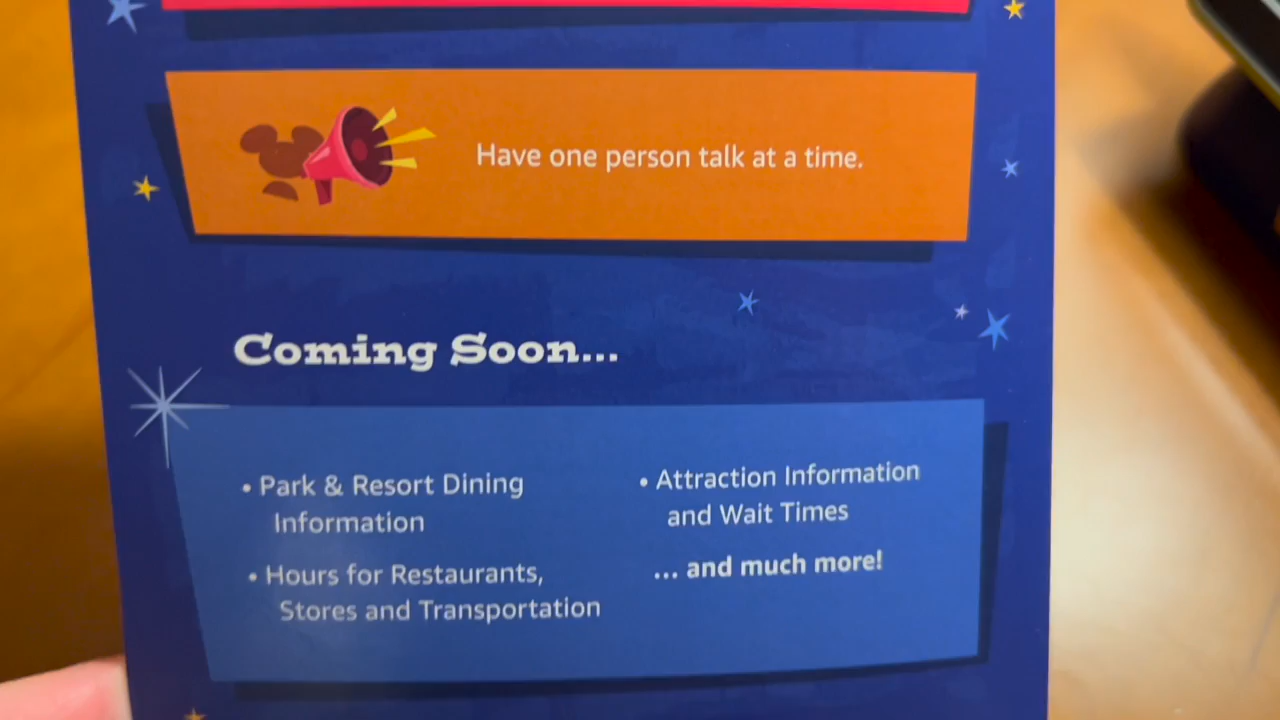 Have one person talk at a time.
Coming Soon...
• Park & Resort Dining
Information
• Hours for Restaurants,
Stores and Transportation
• Attraction Information
and Wait Times
... and much more!